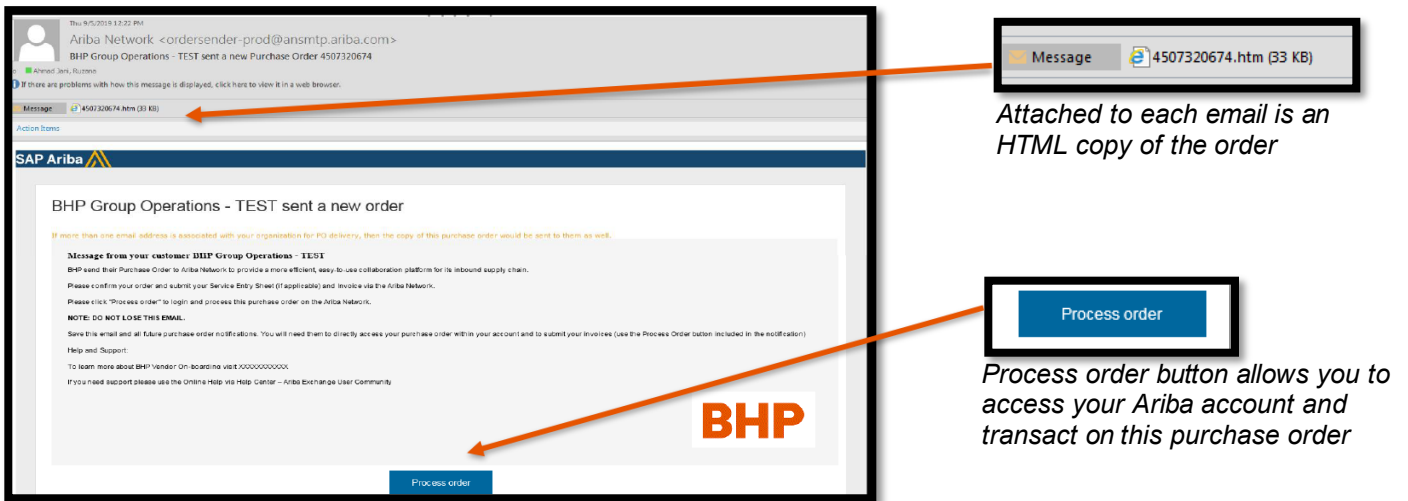 Thu 9/5/2019 12:22 PM
Ariba Network <ordersender-prod@ansmtp.ariba.com>
BHP Group Operations - TEST sent a new Purchase Order 4507320674
Ahmad Jani, Ruzana
If there are problems with how this message is displayed, click here to view it in a web browser.
Message 4507320674.htm (33 KB)
Action Items
SAP Ariba
BHP Group Operations - TEST sent a new order
If more than one email address is associated with your organization for PO delivery, then the copy of this purchase order would be sent to them as well.
Message from your customer BHP Group Operations - TEST
BHP send their Purchase Order to Ariba Network to provide a more efficient, easy-to-use collaboration platform for its inbound supply chain.
Please confirm your order and submit your Service Entry Sheet (if applicable) and Invoice via the Ariba Network.
Please click "Process order" to login and process this purchase order on the Ariba Network.
NOTE: DO NOT LOSE THIS EMAIL.
Save this email and all future purchase order notifications. You will need them to directly access your purchase order within your account and to submit your invoices (use the Process Order button included in the notification)
Help and Support:
To learn more about BHP Vendor On-boarding visit XXXXXXXXXXX
If you need support please use the Online Help via Help Center – Ariba Exchange User Community
BHP
Process order
Message 4507320674.htm (33 KB)
Attached to each email is an
HTML copy of the order
Process order
Process order button allows you to
access your Ariba account and
transact on this purchase order